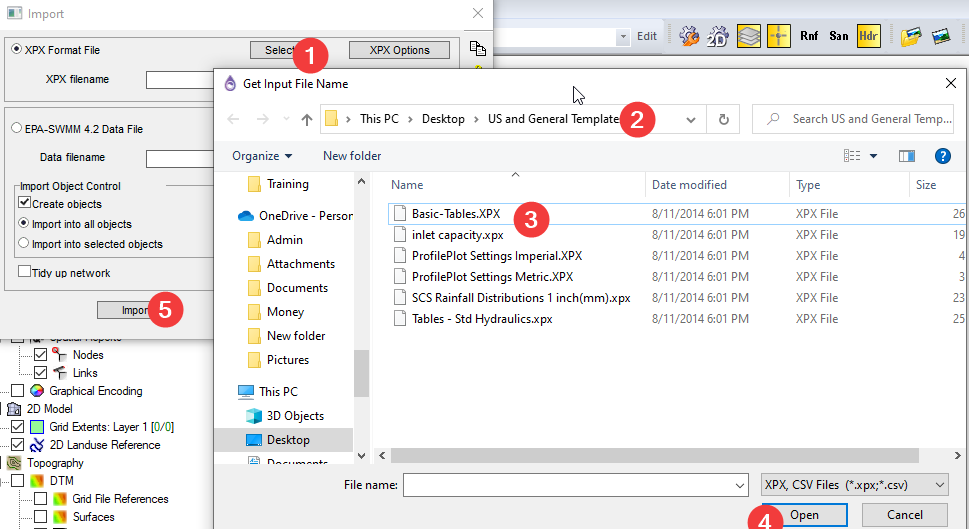 Import
XPX Format File
Select
1
XPX Options
XPX filename
EPA-SWMM 4.2 Data File
Data filename
Import Object Control
Create objects
Import into all objects
Import into selected objects
Tidy up network
Import
5
Nodes
Links
Graphical Encoding
2D Model
Grid Extents: Layer 1 [0/0]
2D Landuse Reference
Topography
DTM
Grid File References
Surfaces
Edit
2D
Rnf
San
Hdr
Get Input File Name
This PC > Desktop > US and General Template
2
Search US and General Temp...
Organize
New folder
Training
OneDrive - Person
Admin
Attachments
Documents
Money
New folder
Pictures
This PC
3D Objects
Desktop
Documents
Name Date modified Type Size
Basic-Tables.XPX 8/11/2014 6:01 PM XPX File 26
3
inlet capacity.xpx 8/11/2014 6:01 PM XPX File 19
ProfilePlot Settings Imperial.XPX 8/11/2014 6:01 PM XPX File 4
ProfilePlot Settings Metric.XPX 8/11/2014 6:01 PM XPX File 4
SCS Rainfall Distributions 1 inch(mm).xpx 8/11/2014 6:01 PM XPX File 23
Tables - Std Hydraulics.xpx 8/11/2014 6:01 PM XPX File 25
File name:
XPX, CSV Files (*.xpx;*.csv)
4
Open
Cancel